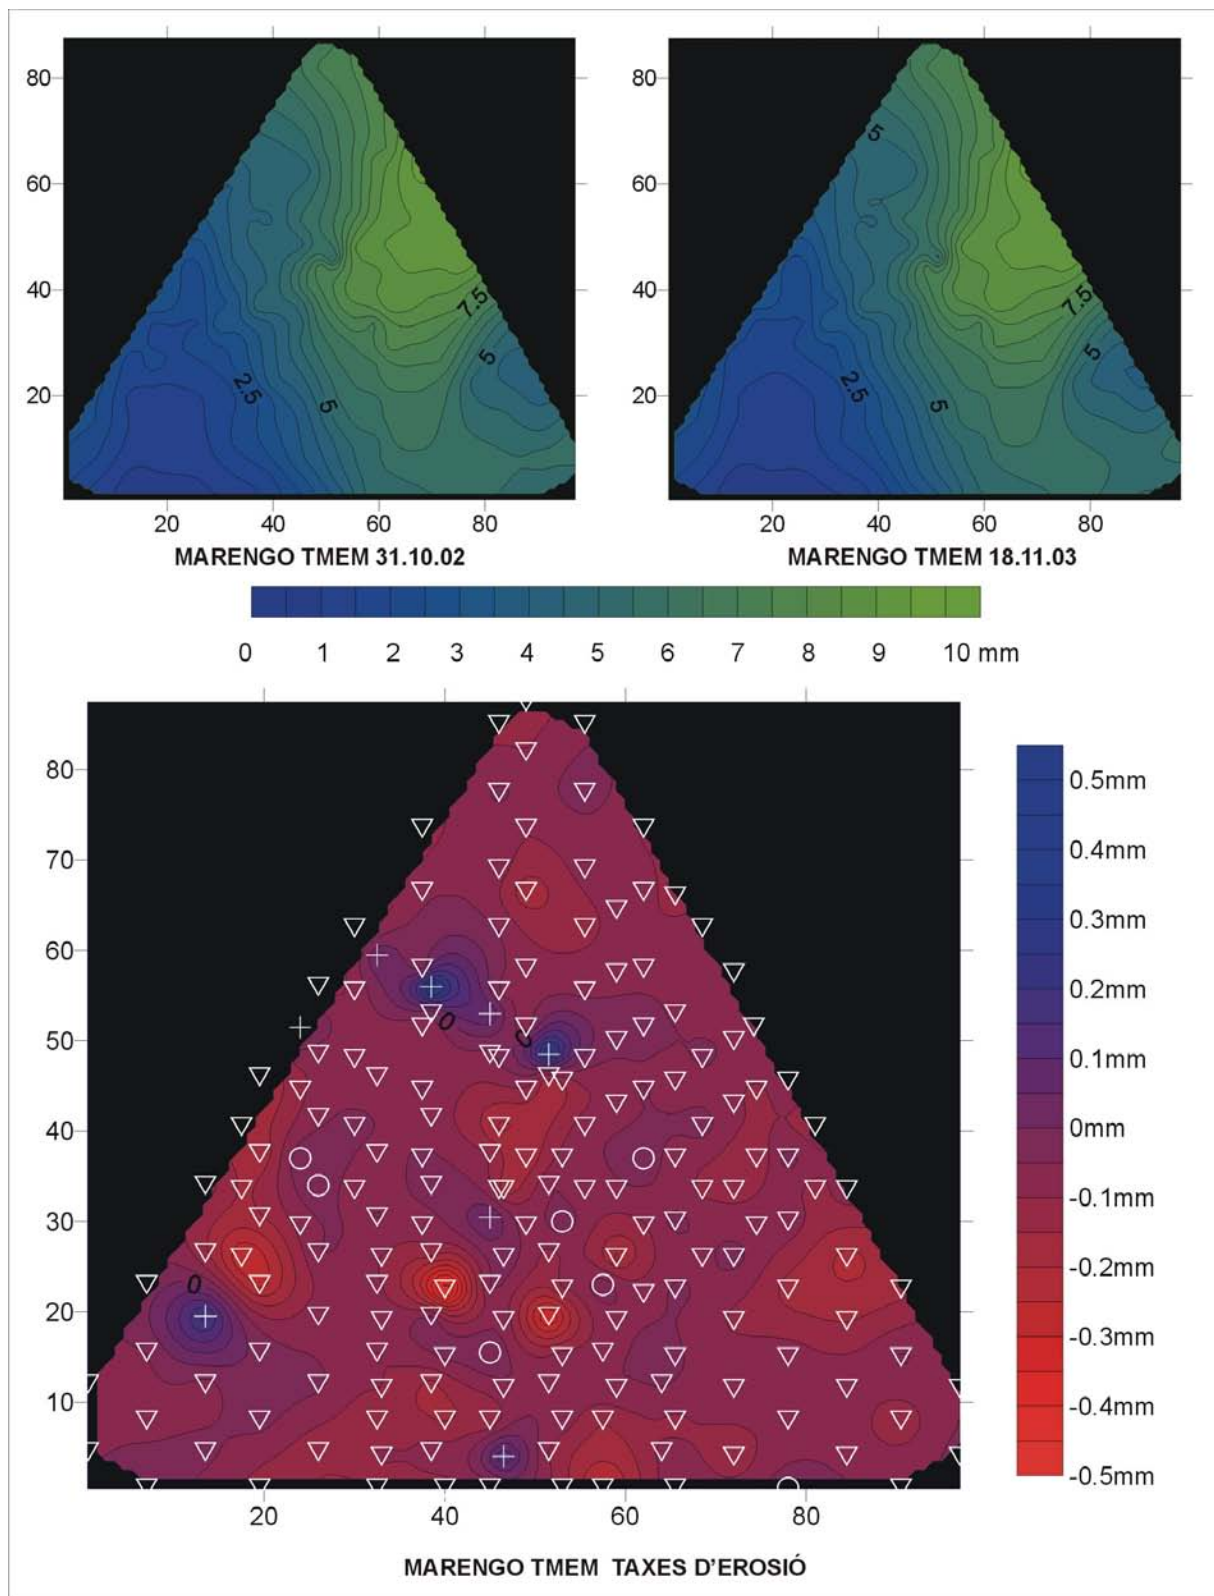 80
60
40
20
2.5
5
7.5
5
20 40 60 80
MARENGO TMEM 31.10.02
80
60
40
20
5
2.5
5
7.5
5
20 40 60 80
MARENGO TMEM 18.11.03
0 1 2 3 4 5 6 7 8 9 10 mm
80
70
60
50
40
30
20
10
0
0
0
20 40 60 80
0.5mm
0.4mm
0.3mm
0.2mm
0.1mm
0mm
-0.1mm
-0.2mm
-0.3mm
-0.4mm
-0.5mm
MARENGO TMEM TAXES D'EROSIÓ